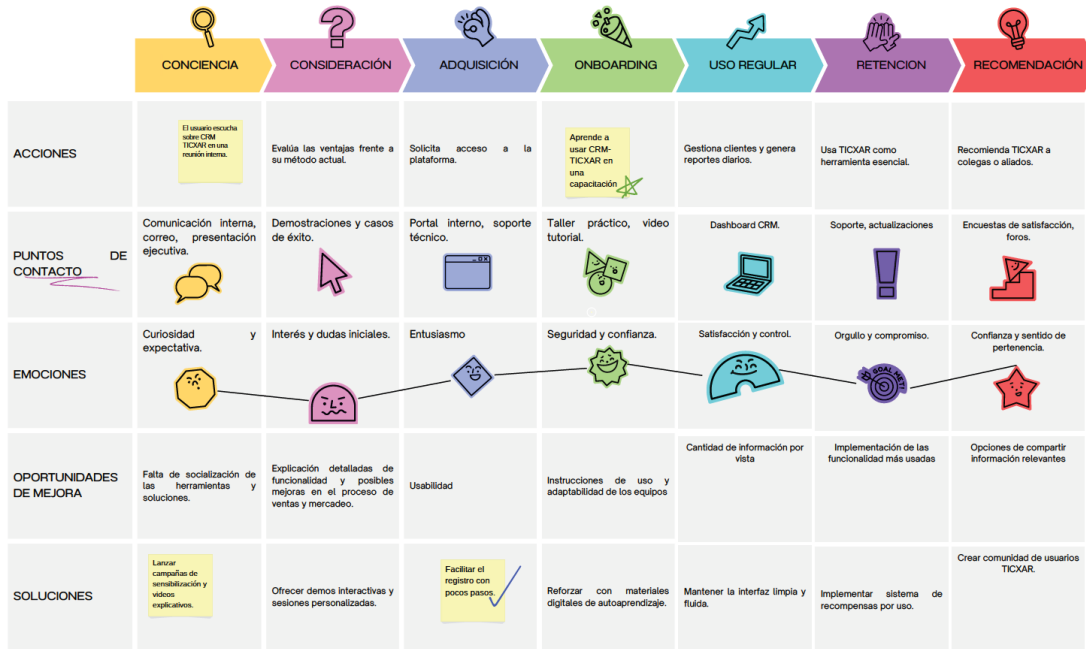 CONCIENCIA
CONSIDERACIÓN
ADQUISICIÓN
ONBOARDING
USO REGULAR
RETENCION
RECOMENDACIÓN
ACCIONES
El usuario escucha
sobre CRM
TICXAR en una
reunión interna.
Evalúa las ventajas frente a
su método actual.
Solicita acceso a la
plataforma.
Aprende a
usar CRM-
TICXAR en
una
capacitación
Gestiona clientes y genera
reportes diarios.
Usa TICXAR como
herramienta esencial.
Recomienda TICXAR a
colegas o aliados.
PUNTOS DE
CONTACTO
Comunicación interna,
correo, presentación
ejecutiva.
Demostraciones y casos
de éxito.
Portal interno, soporte
técnico.
Taller práctico, video
tutorial.
Dashboard CRM.
Soporte, actualizaciones
Encuestas de satisfacción,
foros.
EMOCIONES
Curiosidad y
expectativa.
Interés y dudas iniciales.
Entusiasmo
Seguridad y confianza.
Satisfacción y control.
Orgullo y compromiso.
GOAL GET!
Confianza y sentido de
pertenencia.
OPORTUNIDADES
DE MEJORA
Falta de socialización de
las herramientas y
soluciones.
Explicación detalladas de
funcionalidad y posibles
mejoras en el proceso de
ventas y mercadeo.
Usabilidad
Instrucciones de uso y
adaptabilidad de los equipos
Cantidad de información por
vista
Implementación de las
funcionalidad más usadas
Opciones de compartir
información relevantes
SOLUCIONES
Lanzar
campañas de
sensibilización y
videos
explicativos.
Ofrecer demos interactivas y
sesiones personalizadas.
Facilitar el
registro con
pocos pasos.
Reforzar con materiales
digitales de autoaprendizaje.
Mantener la interfaz limpia y
fluida.
Implementar sistema de
recompensas por uso.
Crear comunidad de usuarios
TICXAR.